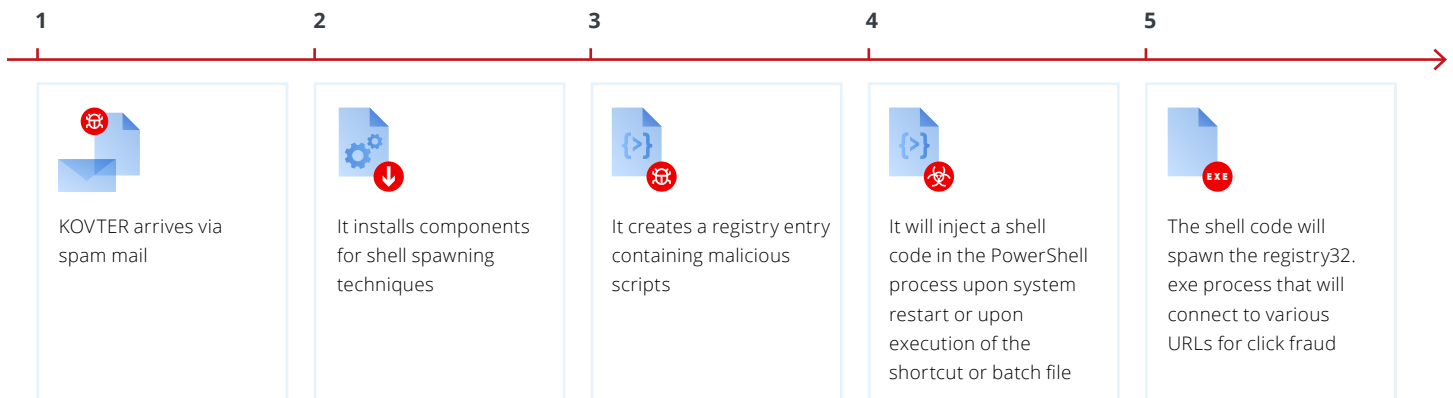 1
2
3
4
5
KOVTER arrives via
spam mail
It installs components
for shell spawning
techniques
It creates a registry entry
containing malicious
scripts
It will inject a shell
code in the PowerShell
process upon system
restart or upon
execution of the
shortcut or batch file
EXE
The shell code will
spawn the registry32.
exe process that will
connect to various
URLs for click fraud